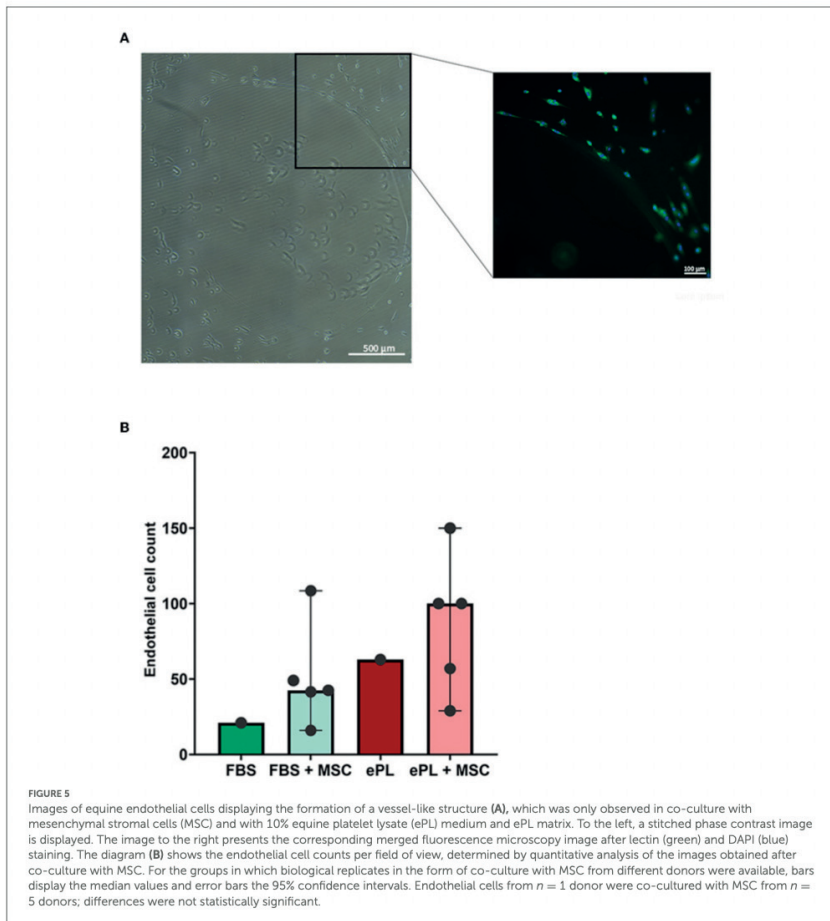 A
500 µm
100 µm
B
200
150
100
50
0
Endothelial cell count
FBS
FBS + MSC
ePL
ePL + MSC
FIGURE 5
Images of equine endothelial cells displaying the formation of a vessel-like structure (A), which was only observed in co-culture with
mesenchymal stromal cells (MSC) and with 10% equine platelet lysate (ePL) medium and ePL matrix. To the left, a stitched phase contrast image
is displayed. The image to the right presents the corresponding merged fluorescence microscopy image after lectin (green) and DAPI (blue)
staining. The diagram (B) shows the endothelial cell counts per field of view, determined by quantitative analysis of the images obtained after
co-culture with MSC. For the groups in which biological replicates in the form of co-culture with MSC from different donors were available, bars
display the median values and error bars the 95% confidence intervals. Endothelial cells from n = 1 donor were co-cultured with MSC from n =
5 donors; differences were not statistically significant.